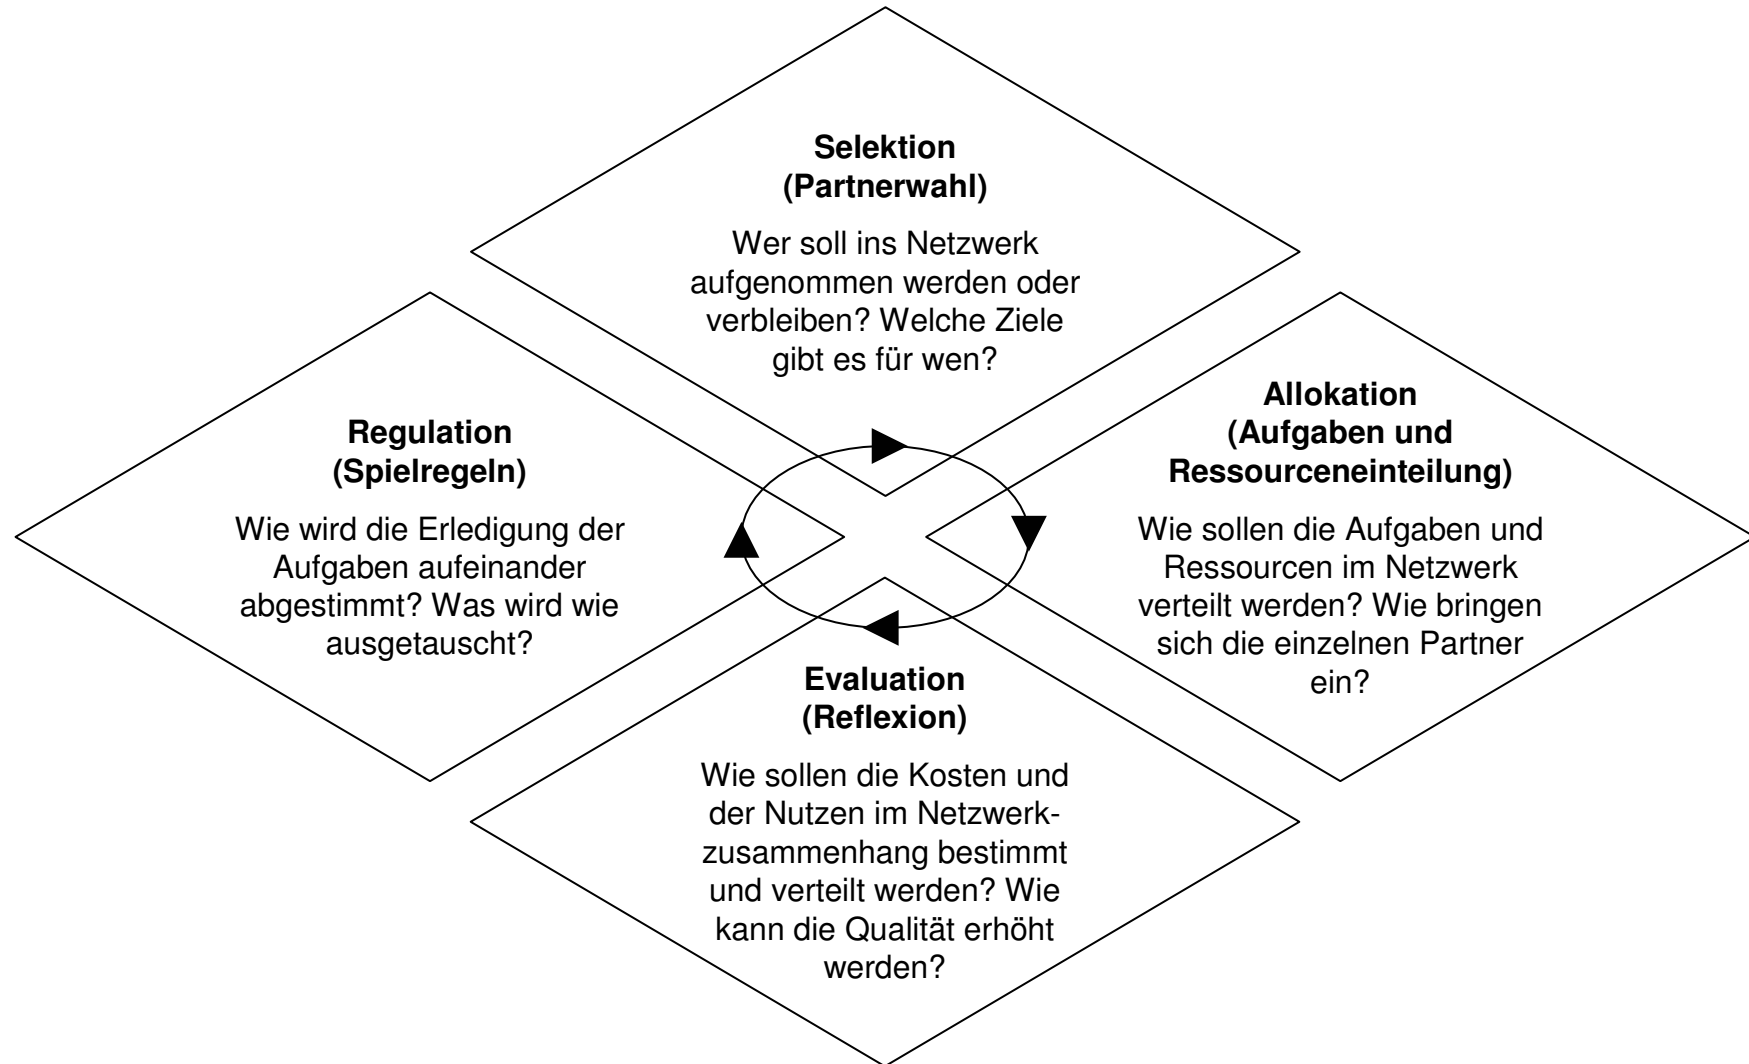 Selektion
(Partnerwahl)
Wer soll ins Netzwerk
aufgenommen werden oder
verbleiben? Welche Ziele
gibt es für wen?
Regulation
(Spielregeln)
Wie wird die Erledigung der
Aufgaben aufeinander
abgestimmt? Was wird wie
ausgetauscht?
Allokation
(Aufgaben und
Ressourceneinteilung)
Wie sollen die Aufgaben und
Ressourcen im Netzwerk
verteilt werden? Wie bringen
sich die einzelnen Partner
ein?
Evaluation
(Reflexion)
Wie sollen die Kosten und
der Nutzen im Netzwerk-
zusammenhang bestimmt
und verteilt werden? Wie
kann die Qualität erhöht
werden?